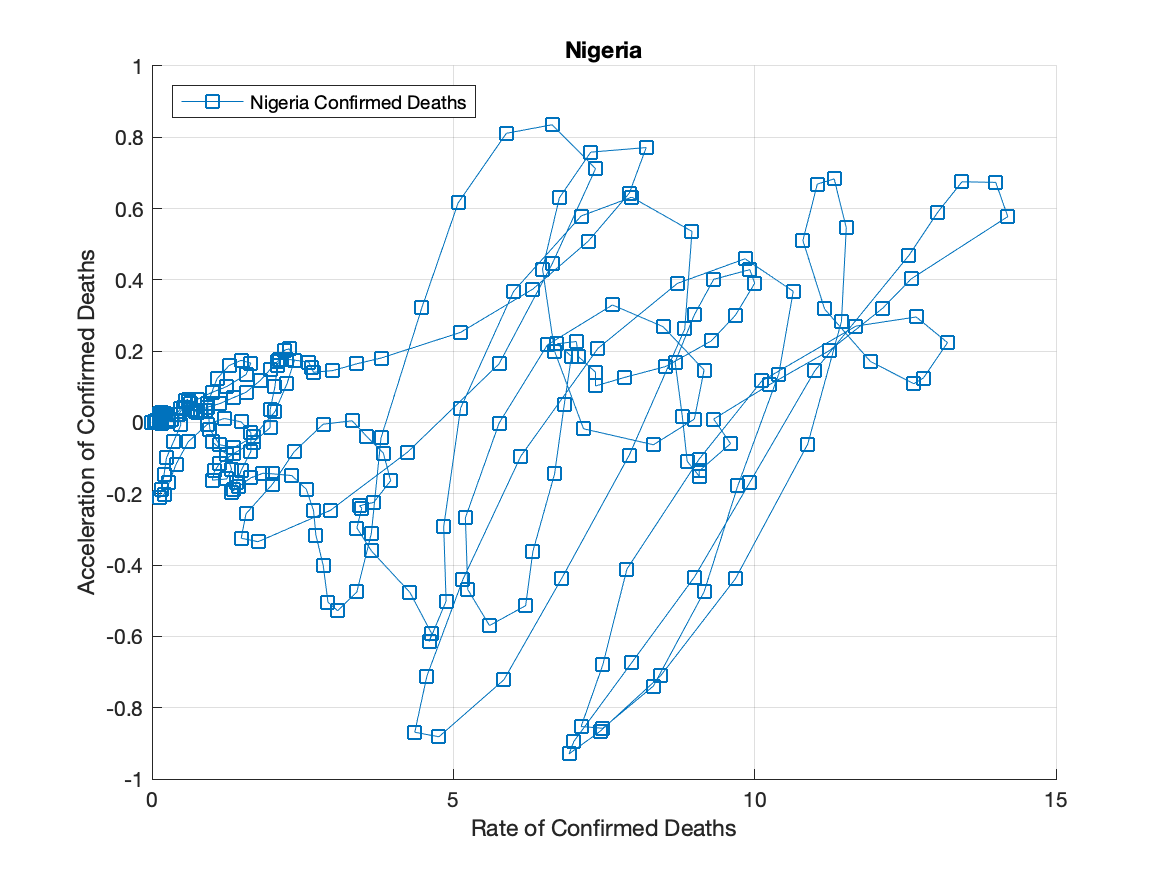 Nigeria
1
Nigeria Confirmed Deaths
0.8
0.6
0.4
0.2
0
-0.2
-0.4
-0.6
-0.8
-1
Acceleration of Confirmed Deaths
0 5 10 15
Rate of Confirmed Deaths